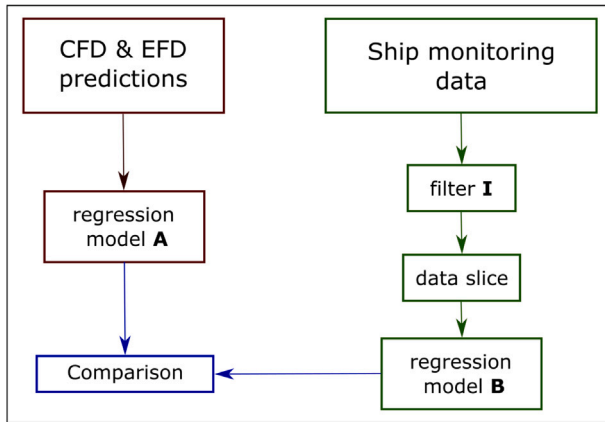 CFD & EFD
predictions
Ship monitoring
data
filter I
regression
model A
data slice
Comparison
regression
model B